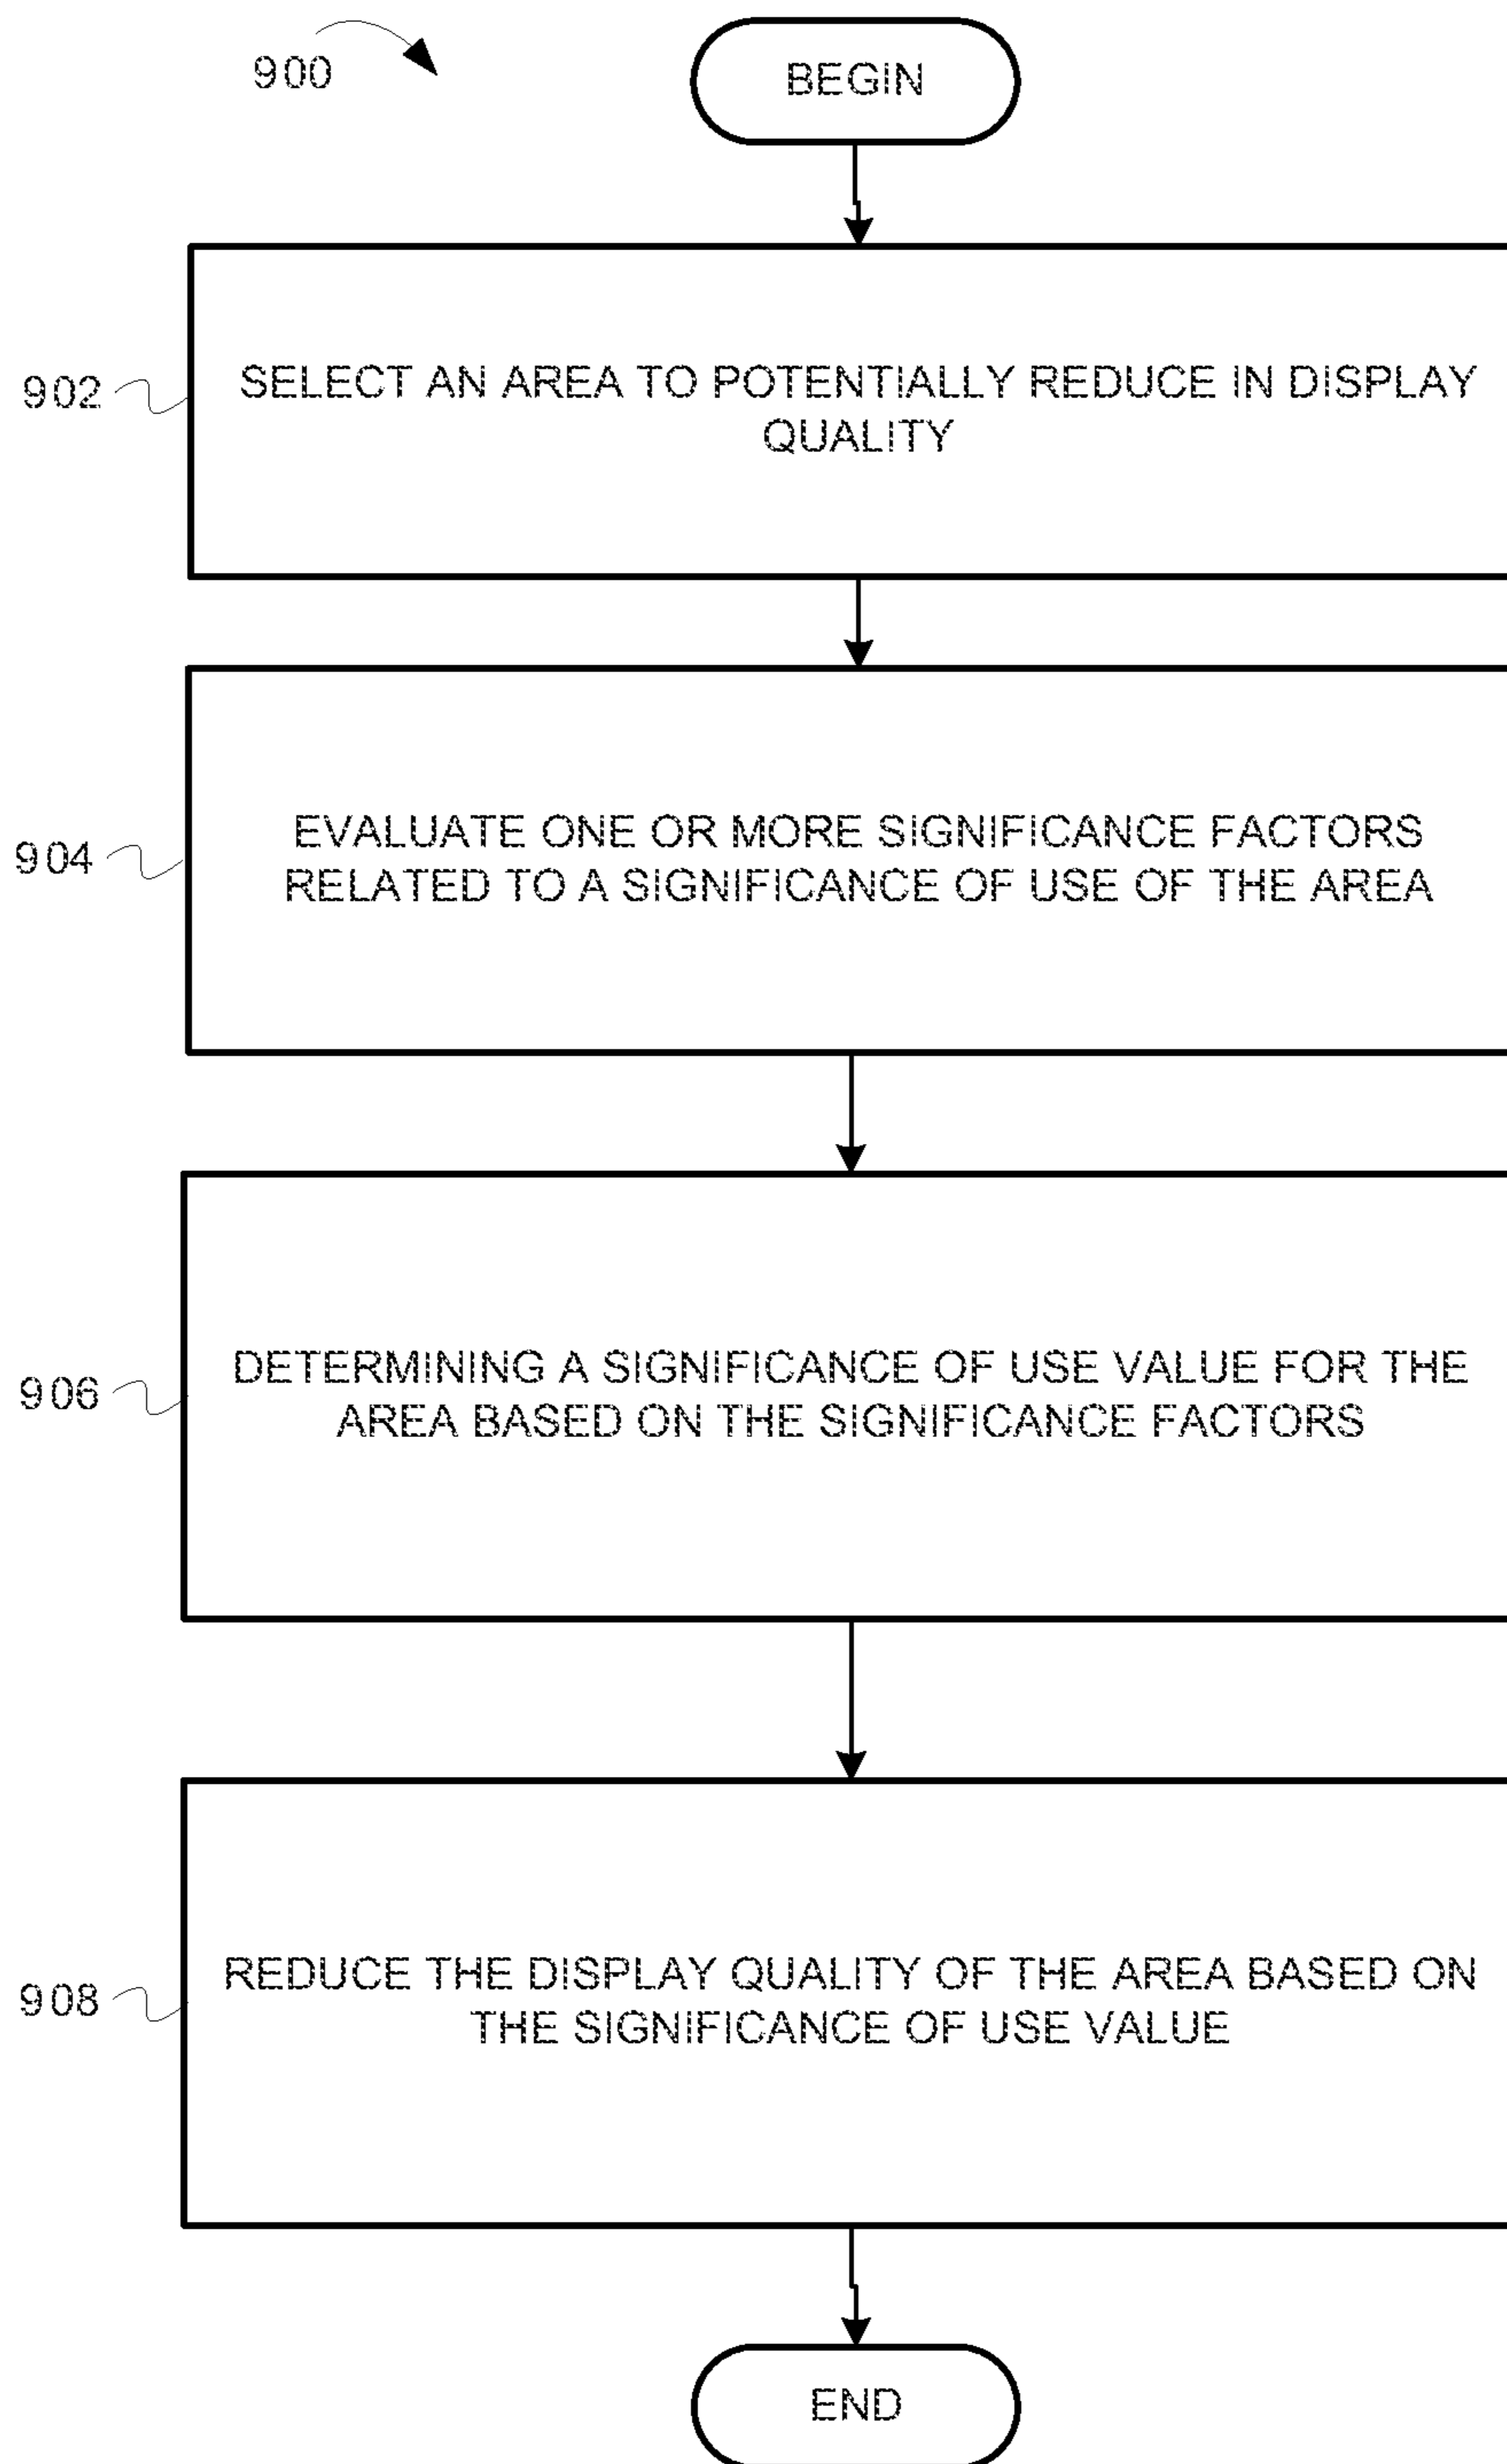 900
BEGIN
902
SELECT AN AREA TO POTENTIALLY REDUCE IN DISPLAY
QUALITY
904
EVALUATE ONE OR MORE SIGNIFICANCE FACTORS
RELATED TO A SIGNIFICANCE OF USE OF THE AREA
906
DETERMINING A SIGNIFICANCE OF USE VALUE FOR THE
AREA BASED ON THE SIGNIFICANCE FACTORS
908
REDUCE THE DISPLAY QUALITY OF THE AREA BASED ON
THE SIGNIFICANCE OF USE VALUE
END